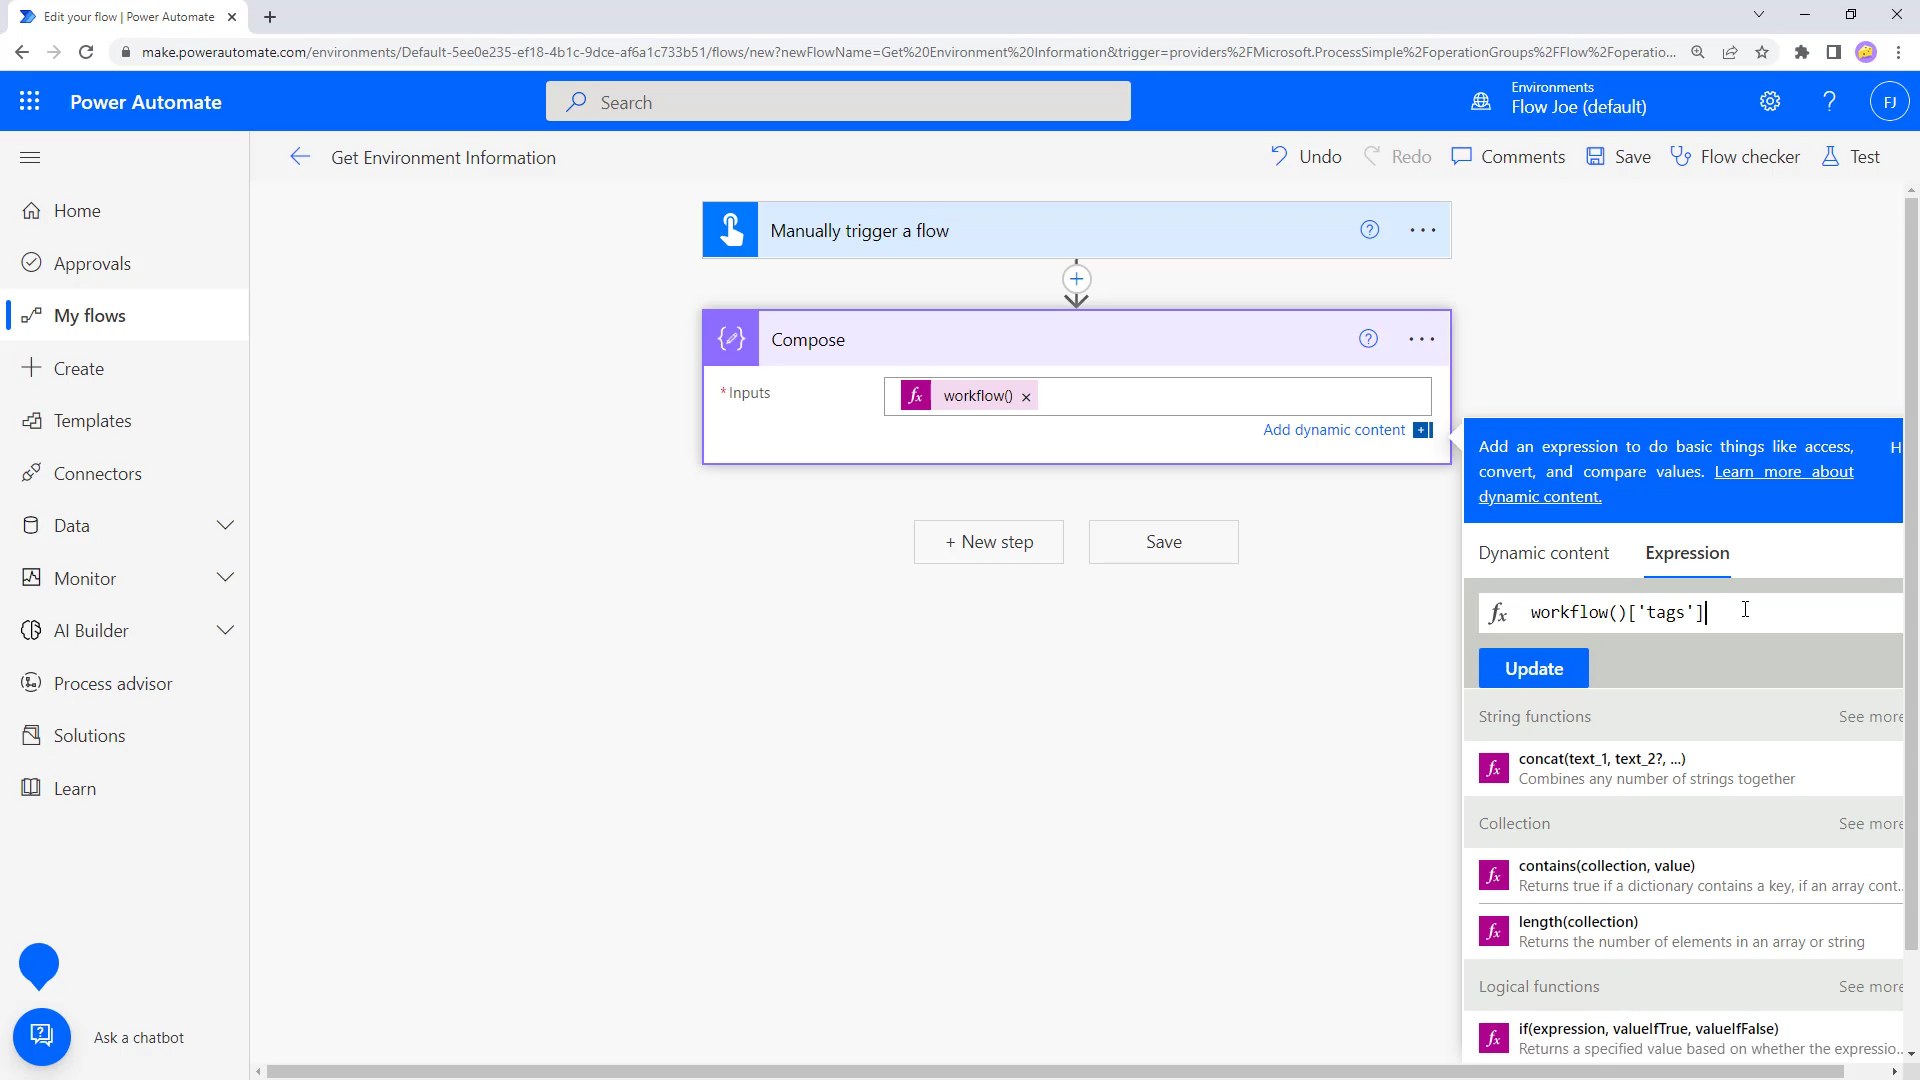 Edit your flow | Power Automate
make.powerautomate.com/environments/Default-5ee0e235-ef18-4b1c-9dce-af6a1c733b51/flows/new?newFlowName=Get%20Environment%20Information&trigger=providers%2FMicrosoft.ProcessSimple%2FoperationGroups%2FFlow%2Foperatio...
Power Automate
Search
Environments
Flow Joe (default)
FJ
Get Environment Information
Undo
Redo
Comments
Save
Flow checker
Test
Home
Approvals
My flows
Create
Templates
Connectors
Data
Monitor
AI Builder
Process advisor
Solutions
Learn
Ask a chatbot
Manually trigger a flow
Compose
* Inputs
fx workflow()
Add dynamic content
+ New step
Save
Add an expression to do basic things like access,
convert, and compare values. Learn more about
dynamic content.
H
Dynamic content
Expression
fx workflow()['tags']
Update
String functions
See more
fx concat(text_1, text_2?, ...)
Combines any number of strings together
Collection
See more
fx contains(collection, value)
Returns true if a dictionary contains a key, if an array cont...
fx length(collection)
Returns the number of elements in an array or string
Logical functions
See more
fx if(expression, valueIfTrue, valueIfFalse)
Returns a specified value based on whether the expressio...